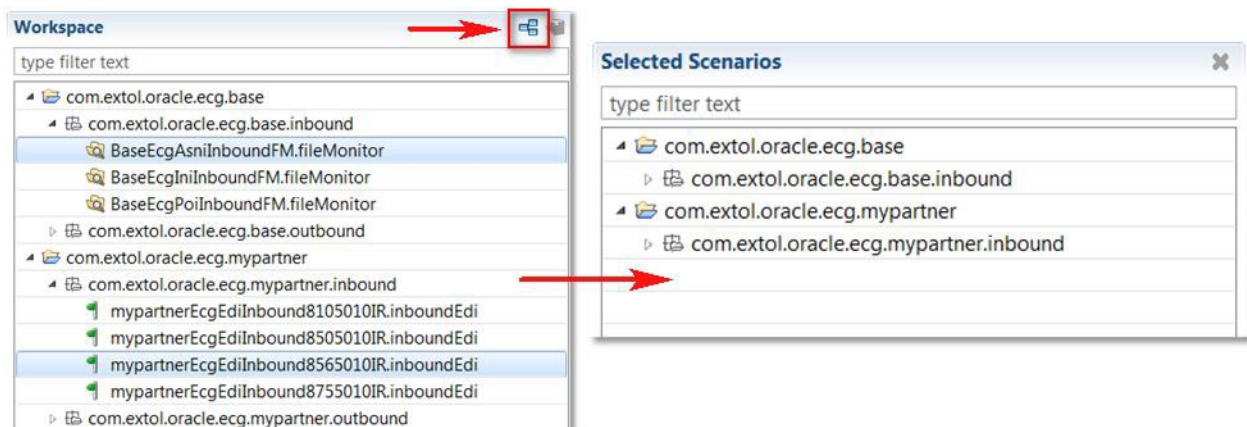 Workspace
type filter text
com.extol.oracle.ecg.base
com.extol.oracle.ecg.base.inbound
BaseEcgAsniInboundFM.fileMonitor
BaseEcgIniInboundFM.fileMonitor
BaseEcgPoiInboundFM.fileMonitor
com.extol.oracle.ecg.base.outbound
com.extol.oracle.ecg.mypartner
com.extol.oracle.ecg.mypartner.inbound
mypartnerEcgEdiInbound8105010IR.inboundEdi
mypartnerEcgEdiInbound8505010IR.inboundEdi
mypartnerEcgEdiInbound8565010IR.inboundEdi
mypartnerEcgEdiInbound8755010IR.inboundEdi
com.extol.oracle.ecg.mypartner.outbound
Selected Scenarios
type filter text
com.extol.oracle.ecg.base
com.extol.oracle.ecg.base.inbound
com.extol.oracle.ecg.mypartner
com.extol.oracle.ecg.mypartner.inbound